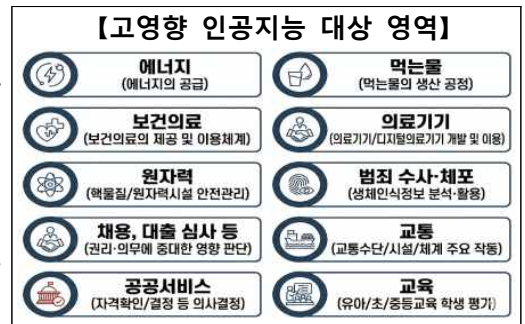 【고영향 인공지능 대상 영역】
에너지
(에너지의 공급)
먹는물
(먹는물의 생산 공정)
보건의료
(보건의료의 제공 및 이용체계)
의료기기
(의료기기/디지털의료기기 개발 및 이용)
원자력
(핵물질/원자력시설 안전관리)
범죄 수사·체포
(생체인식정보 분석·활용)
채용, 대출 심사 등
(권리·의무에 중대한 영향 판단)
교통
(교통수단/시설/체계 주요 작동)
공공서비스
(자격확인/결정 등 의사결정)
교육
(유아/초/중등교육 학생 평가)